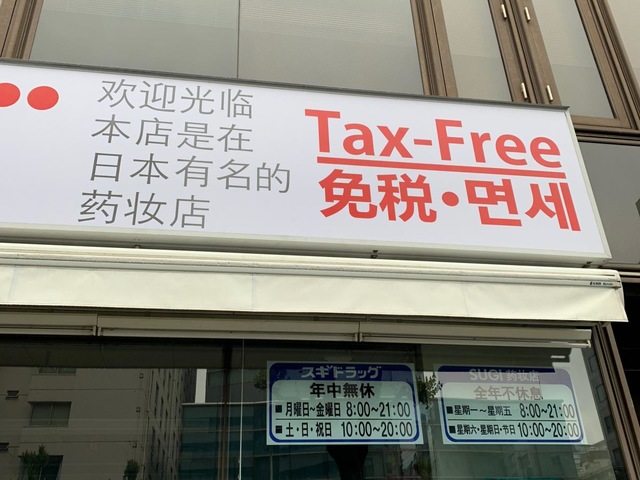 欢迎光临
本店是在
日本有名的
药妆店
Tax-Free
免税・면세
スギドラッグ
年中無休
■月曜日～金曜日 8:00～21:00
■土・日・祝日 10:00～20:00
SUGI 药妆店
全年不休息
■星期一～星期五 8:00～21:00
■星期六・星期日・节日 10:00～20:00